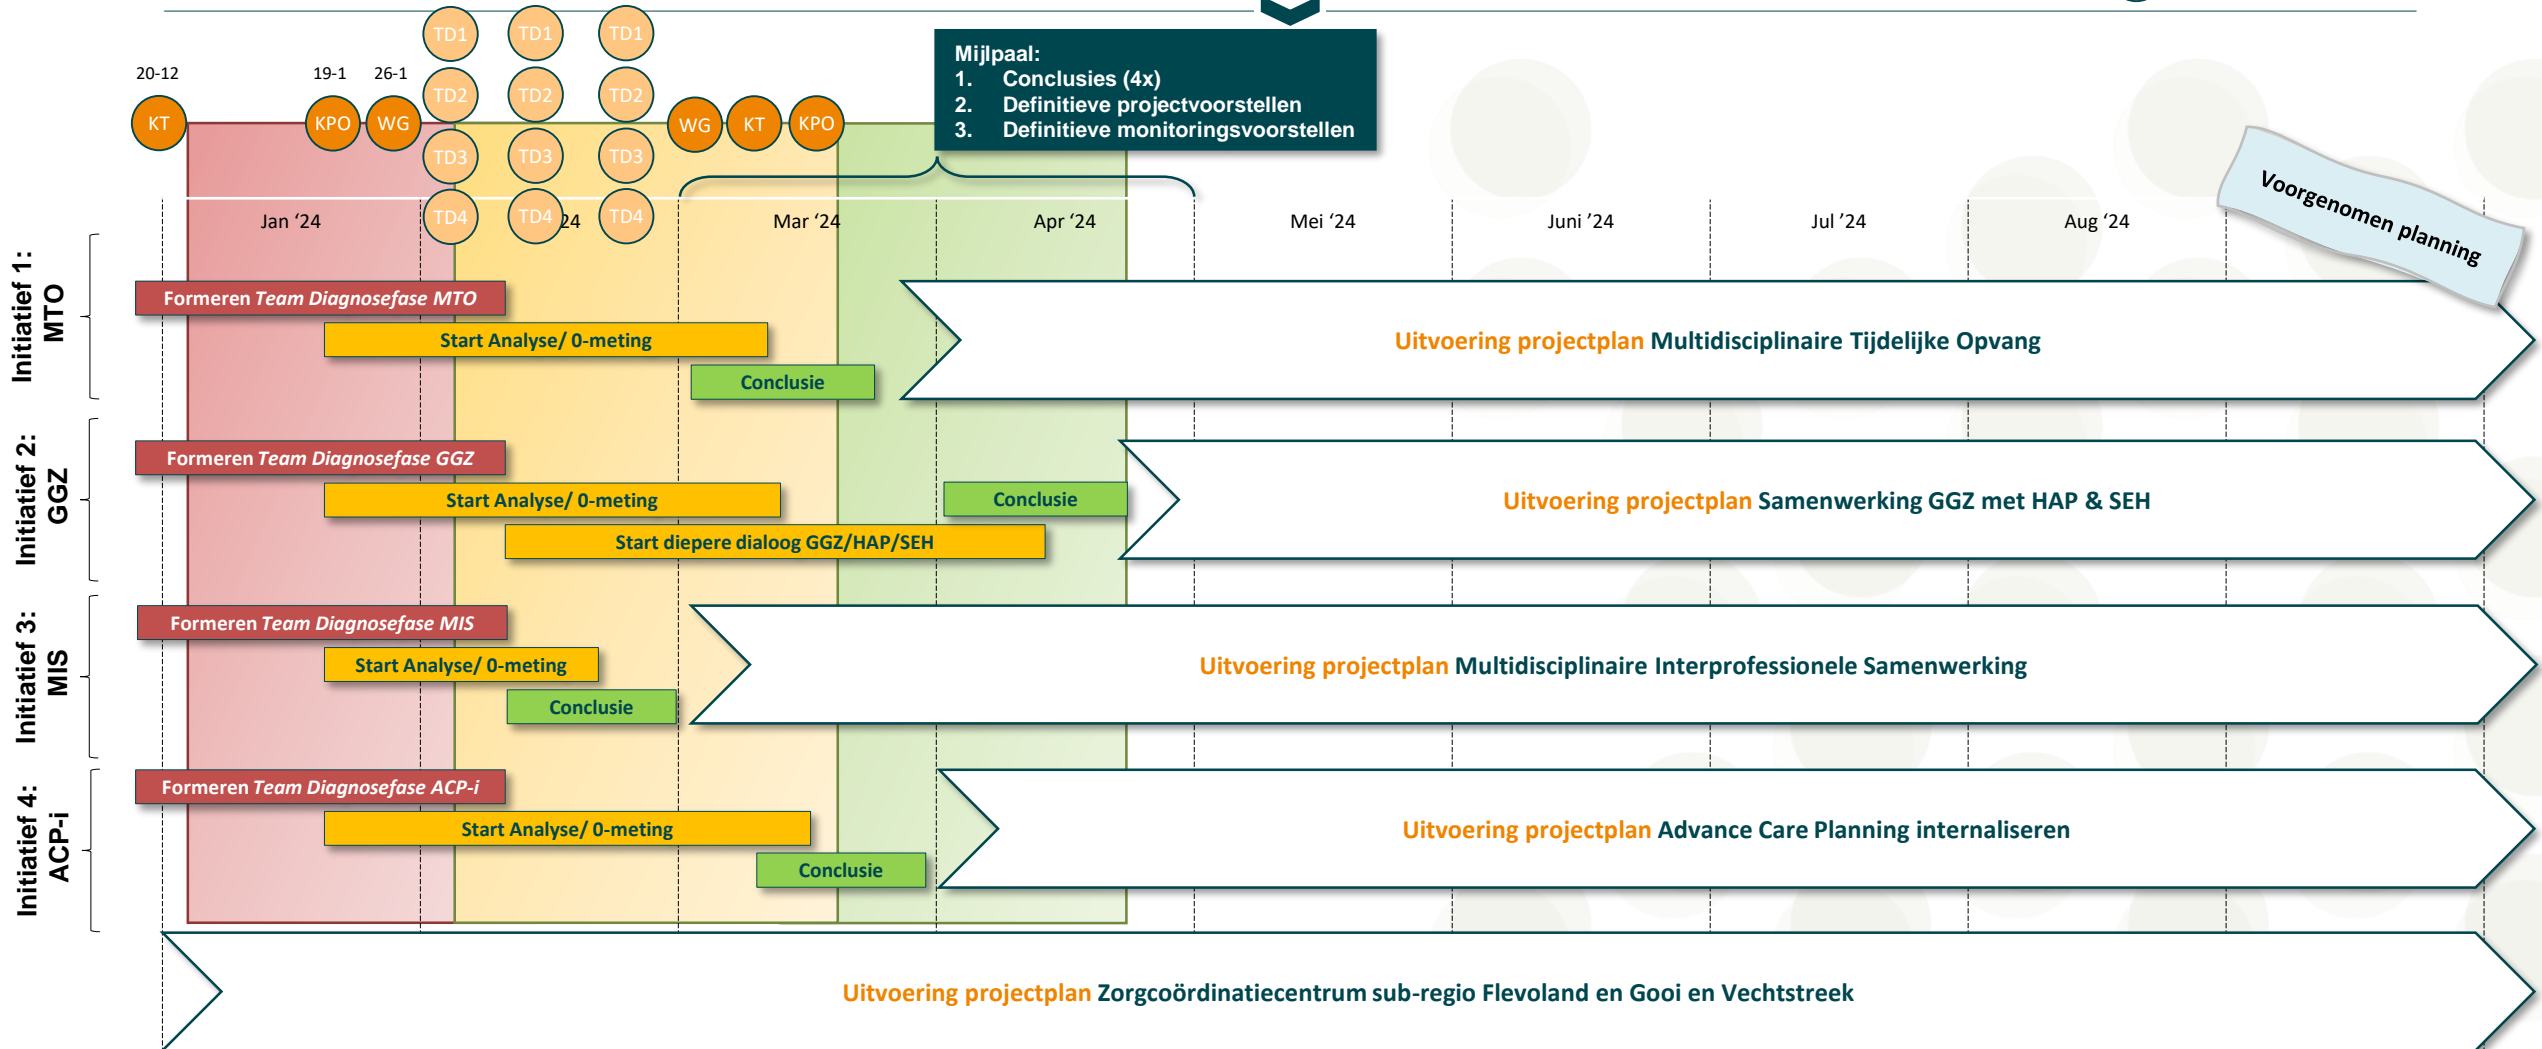 TD1 TD1 TD1
Mijlpaal:
1. Conclusies (4x)
2. Definitieve projectvoorstellen
3. Definitieve monitoringsvoorstellen
20-12 19-1 26-1
TD2 TD2 TD2
KT KPO WG WG KT KPO
TD3 TD3 TD3
TD4 TD4 TD4
Voorgenomen planning
Jan ‘24 24 Mar ‘24 Apr ‘24 Mei ‘24 Juni ’24 Jul ’24 Aug ‘24
Initiatief 1:
MTO
Formeren Team Diagnosefase MTO
Start Analyse/ 0-meting
Conclusie
Uitvoering projectplan Multidisciplinaire Tijdelijke Opvang
Initiatief 2:
GGZ
Formeren Team Diagnosefase GGZ
Start Analyse/ 0-meting
Conclusie
Start diepere dialoog GGZ/HAP/SEH
Uitvoering projectplan Samenwerking GGZ met HAP & SEH
Initiatief 3:
MIS
Formeren Team Diagnosefase MIS
Start Analyse/ 0-meting
Conclusie
Uitvoering projectplan Multidisciplinaire Interprofessionele Samenwerking
Initiatief 4:
ACP-i
Formeren Team Diagnosefase ACP-i
Start Analyse/ 0-meting
Conclusie
Uitvoering projectplan Advance Care Planning internaliseren
Uitvoering projectplan Zorgcoördinatiecentrum sub-regio Flevoland en Gooi en Vechtstreek